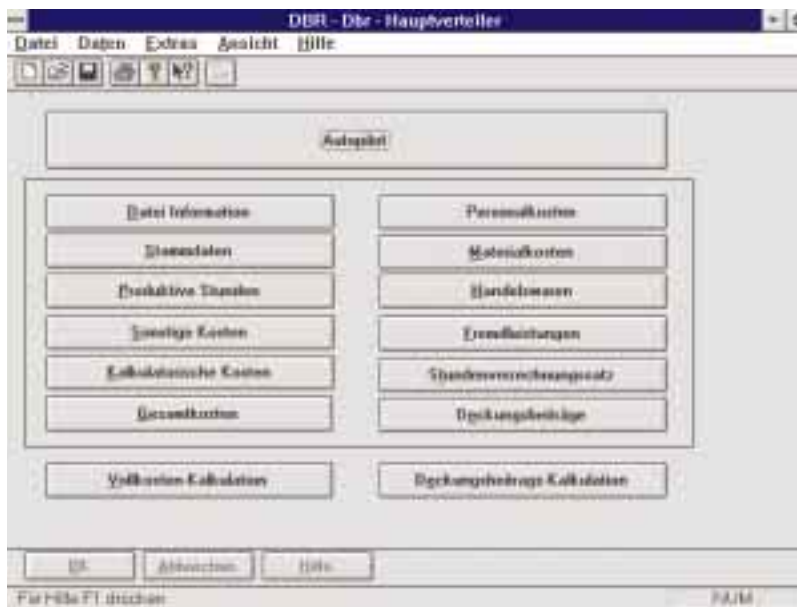 DBR - Dbr - Hauptverteiler
Datei Daten Extras Ansicht Hilfe
Autopilot
Datei Information
Personalkosten
Stammdaten
Materialkosten
Produktive Stunden
Handelswaren
Sonstige Kosten
Fremdleistungen
Kalkulatorische Kosten
Stundenverrechnungssatz
Gesamtkosten
Deckungsbeiträge
Vollkosten Kalkulation
Deckungsbeitrags Kalkulation
OK Abbrechen Hilfe
Für Hilfe F1 drücken NUM